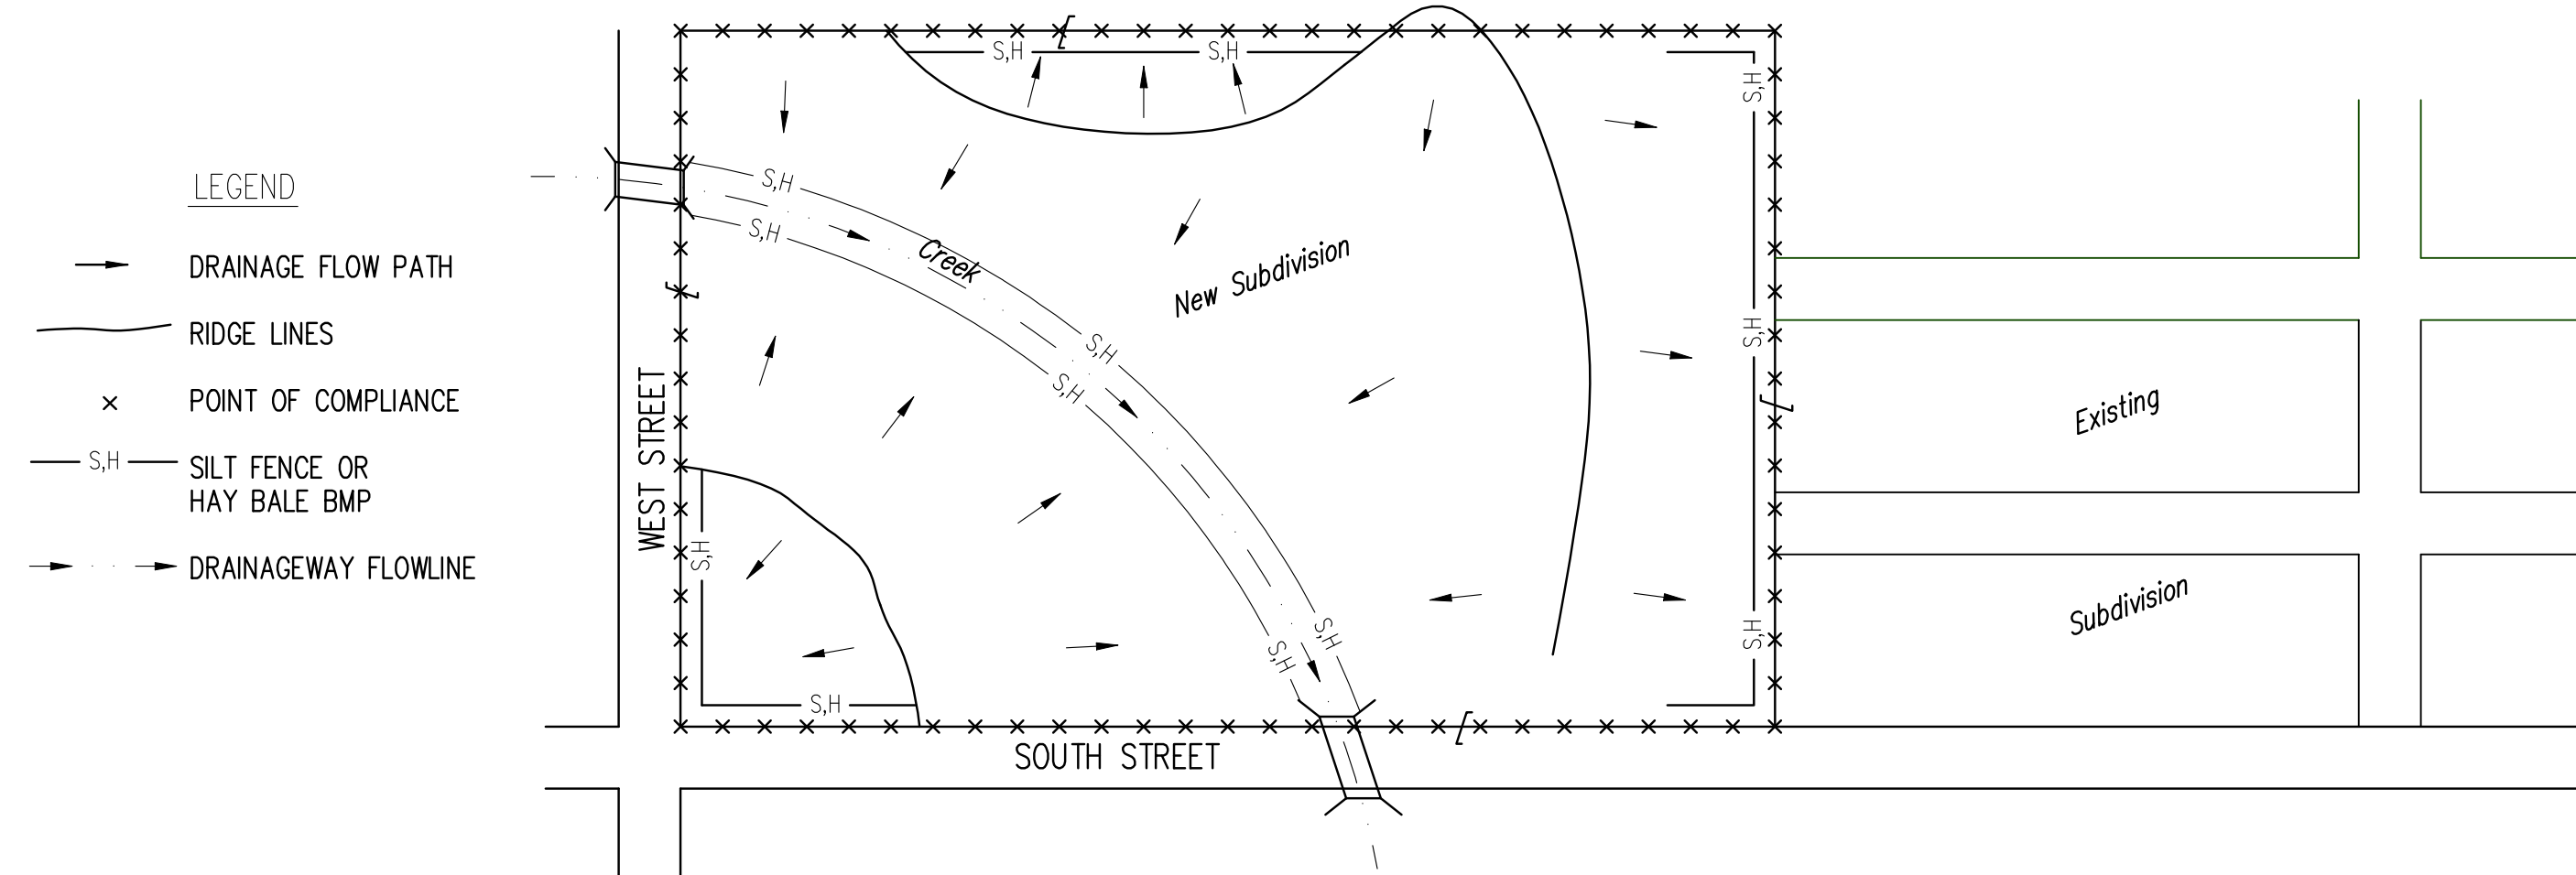 LEGEND
DRAINAGE FLOW PATH
RIDGE LINES
POINT OF COMPLIANCE
S,H
SILT FENCE OR
HAY BALE BMP
DRAINAGEWAY FLOWLINE
S,H
S,H
S,H
S,H
S,H
Creek
New Subdivision
S,H
S,H
S,H
WEST STREET
Existing
S,H
Subdivision
S,H
S,H
S,H
S,H
SOUTH STREET